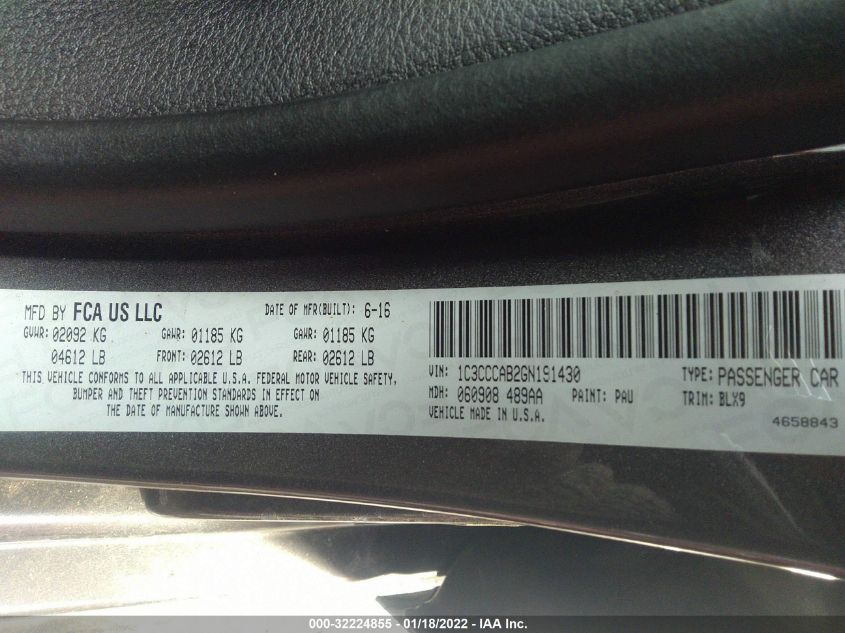 MFD BY FCA US LLC DATE OF MFR(BUILT): 6-16
GVWR: 02092 KG GAWR: 01185 KG GAWR: 01185 KG
04612 LB FRONT: 02612 LB REAR: 02612 LB
THIS VEHICLE CONFORMS TO ALL APPLICABLE U.S.A. FEDERAL MOTOR VEHICLE SAFETY,
BUMPER AND THEFT PREVENTION STANDARDS IN EFFECT ON
THE DATE OF MANUFACTURE SHOWN ABOVE.
VIN: 1C3CCCAB2GN191430 TYPE: PASSENGER CAR
MDH: 060908 489AA PAINT: PAU TRIM: BLX9
VEHICLE MADE IN U.S.A. 4658843
000-32224855 - 01/18/2022 - IAA Inc.